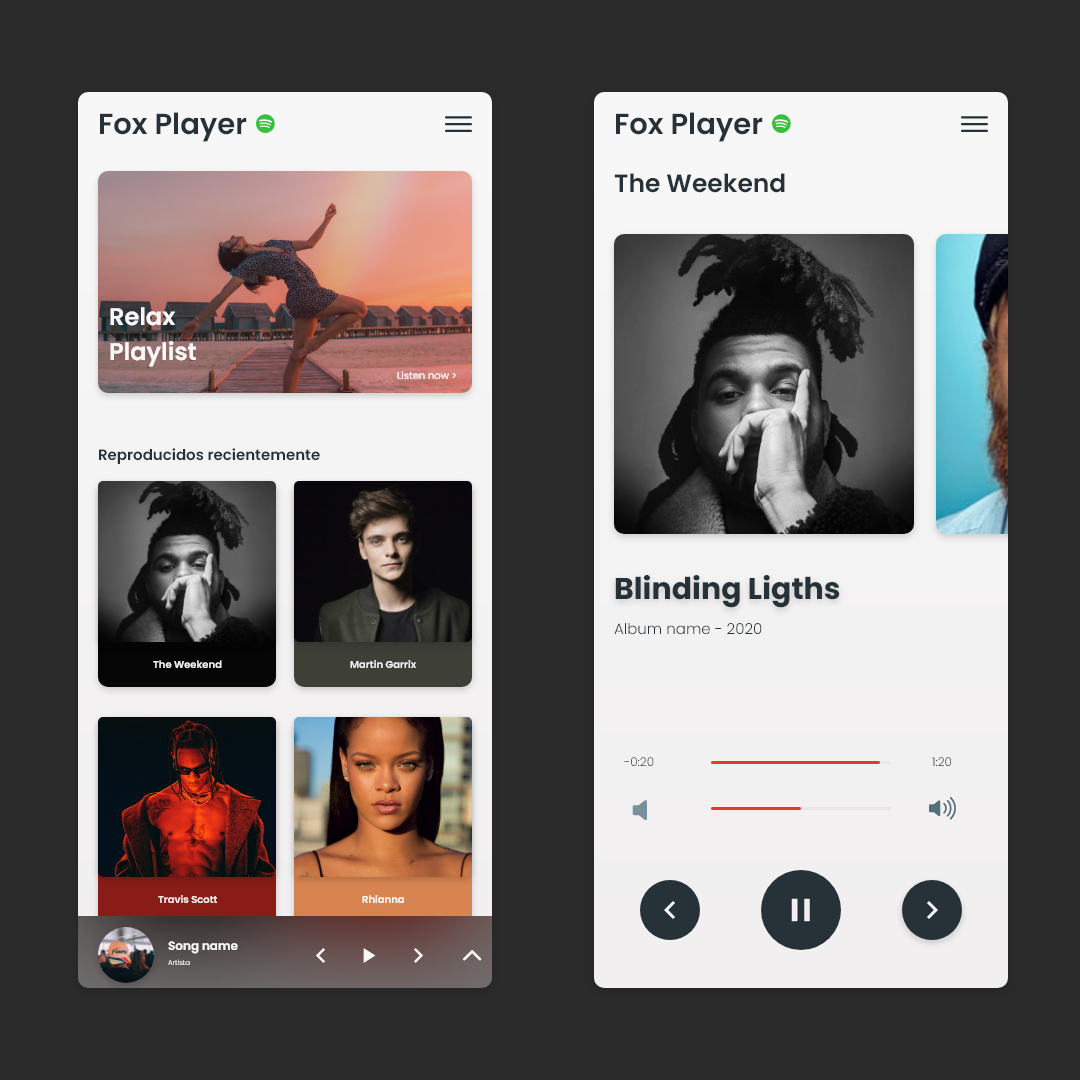 Fox Player
Relax
Playlist
Listen now >
Reproducidos recientemente
The Weekend
Martin Garrix
Travis Scott
Rhianna
Song name
Artista
Fox Player
The Weekend
Blinding Ligths
Album name - 2020
-0:20
1:20